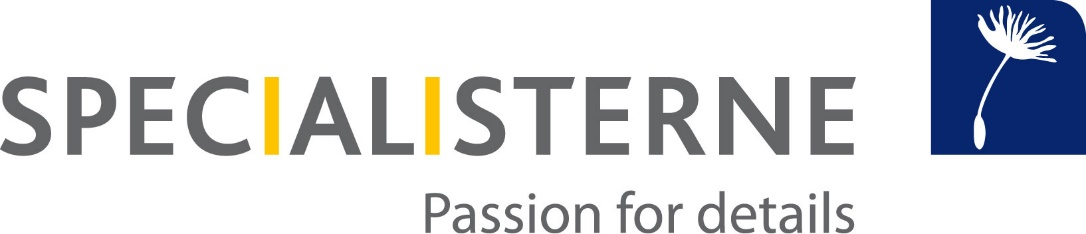 SPECIALISTERNE
Passion for details